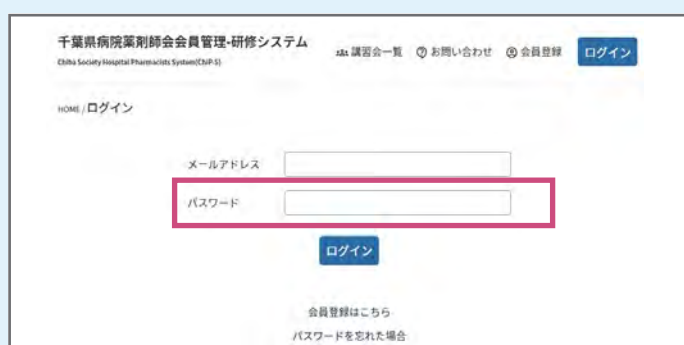 千葉県病院薬剤師会会員管理・研修システム
Chiba Society Hospital Pharmacists System(ChiP-S)
講習会一覧 お問い合わせ 会員登録 ログイン
HOME / ログイン
メールアドレス
パスワード
ログイン
会員登録はこちら
パスワードを忘れた場合